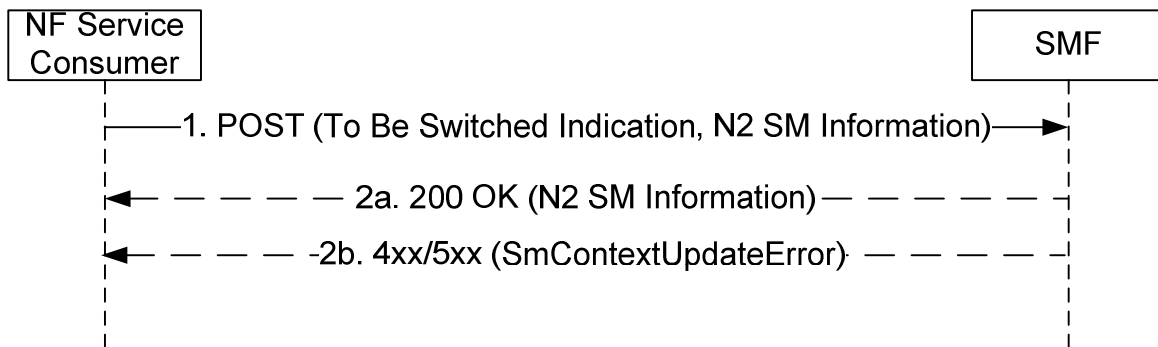 NF Service
Consumer
SMF
1. POST (To Be Switched Indication, N2 SM Information)
2a. 200 OK (N2 SM Information)
2b. 4xx/5xx (SmContextUpdateError)